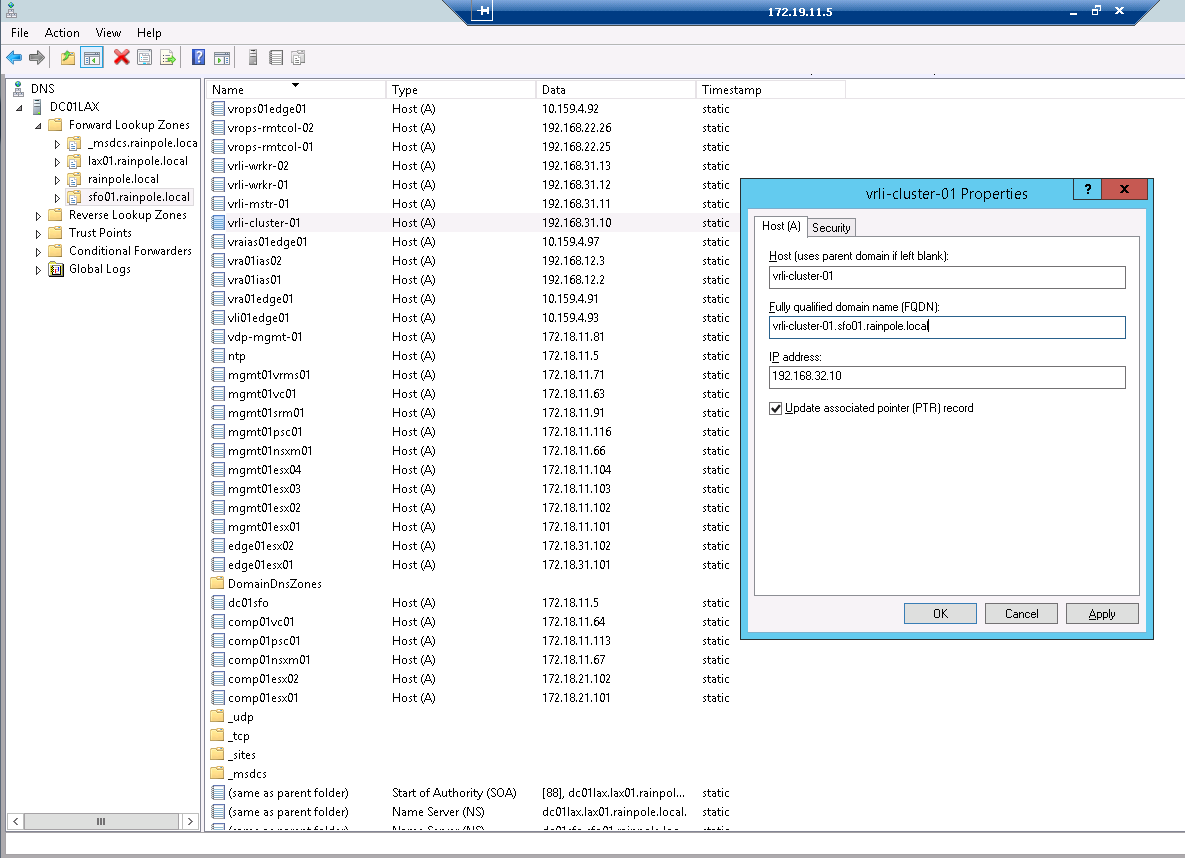 172.19.11.5
File Action View Help
DNS
DC01LAX
Forward Lookup Zones
_msdcs.rainpole.loca
lax01.rainpole.local
rainpole.local
sfo01.rainpole.local
Reverse Lookup Zones
Trust Points
Conditional Forwarders
Global Logs
Name Type Data Timestamp
vrops01edge01 Host (A) 10.159.4.92 static
vrops-rmtcol-02 Host (A) 192.168.22.26 static
vrops-rmtcol-01 Host (A) 192.168.22.25 static
vrli-wrkr-02 Host (A) 192.168.31.13 static
vrli-wrkr-01 Host (A) 192.168.31.12 static
vrli-mstr-01 Host (A) 192.168.31.11 static
vrli-cluster-01 Host (A) 192.168.31.10 static
vraias01edge01 Host (A) 10.159.4.97 static
vra01ias02 Host (A) 192.168.12.3 static
vra01ias01 Host (A) 192.168.12.2 static
vra01edge01 Host (A) 10.159.4.91 static
vli01edge01 Host (A) 10.159.4.93 static
vdp-mgmt-01 Host (A) 172.18.11.81 static
ntp Host (A) 172.18.11.5 static
mgmt01vrms01 Host (A) 172.18.11.71 static
mgmt01vc01 Host (A) 172.18.11.63 static
mgmt01srm01 Host (A) 172.18.11.91 static
mgmt01psc01 Host (A) 172.18.11.116 static
mgmt01nsxm01 Host (A) 172.18.11.66 static
mgmt01esx04 Host (A) 172.18.11.104 static
mgmt01esx03 Host (A) 172.18.11.103 static
mgmt01esx02 Host (A) 172.18.11.102 static
mgmt01esx01 Host (A) 172.18.11.101 static
edge01esx02 Host (A) 172.18.31.102 static
edge01esx01 Host (A) 172.18.31.101 static
DomainDnsZones
dc01sfo Host (A) 172.18.11.5 static
comp01vc01 Host (A) 172.18.11.64 static
comp01psc01 Host (A) 172.18.11.113 static
comp01nsxm01 Host (A) 172.18.11.67 static
comp01esx02 Host (A) 172.18.21.102 static
comp01esx01 Host (A) 172.18.21.101 static
_udp
_tcp
_sites
_msdcs
(same as parent folder) Start of Authority (SOA) [88], dc01lax.lax01.rainpol... static
(same as parent folder) Name Server (NS) dc01lax.lax01.rainpole.local. static
(same as parent folder) Name Server (NS) dc01sfo.sfo01.rainpole.loc... static
vrli-cluster-01 Properties
? x
Host (A) Security
Host (uses parent domain if left blank):
vrli-cluster-01
Fully qualified domain name (FQDN):
vrli-cluster-01.sfo01.rainpole.local
IP address:
192.168.32.10
Update associated pointer (PTR) record
OK Cancel Apply